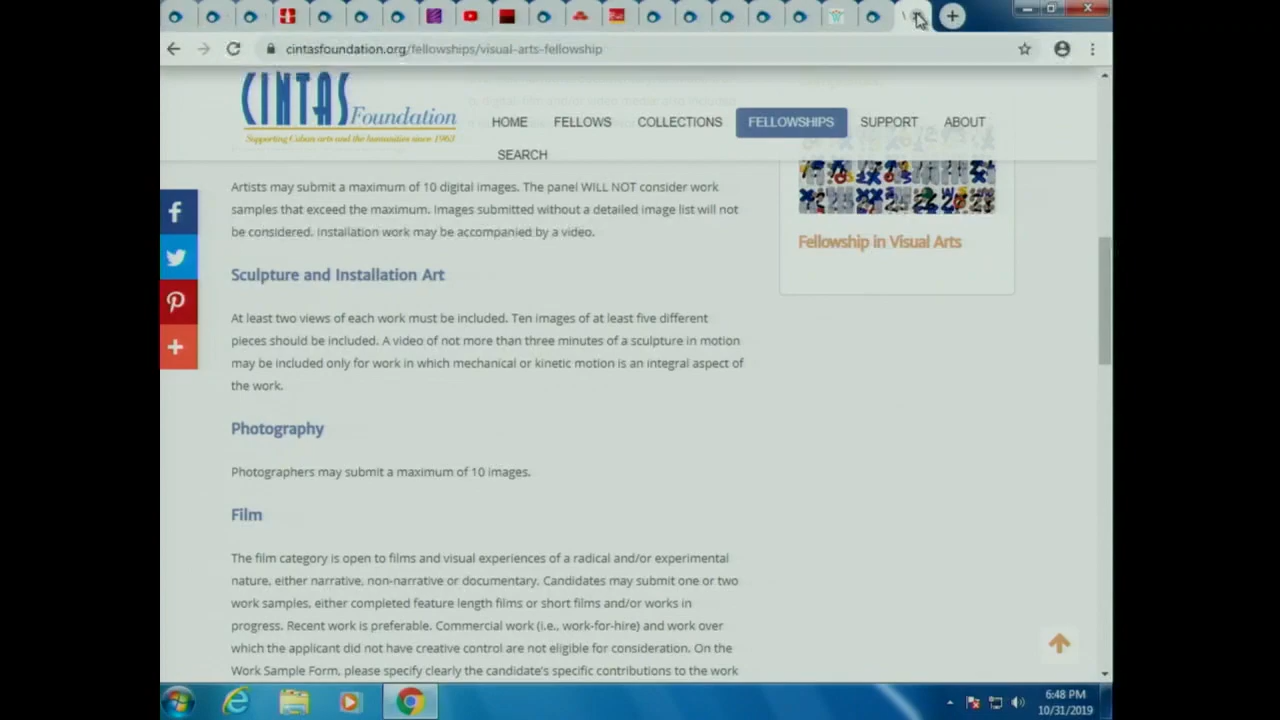 cintasfoundation.org/fellowships/visual-arts-fellowship
CINTAS
Foundation
Supporting Cuban arts and the humanities since 1963
HOME
FELLOWS
COLLECTIONS
FELLOWSHIPS
SUPPORT
ABOUT
SEARCH
Artists may submit a maximum of 10 digital images. The panel WILL NOT consider work
samples that exceed the maximum. Images submitted without a detailed image list will not
be considered. Installation work may be accompanied by a video.
Fellowship in Visual Arts
Sculpture and Installation Art
At least two views of each work must be included. Ten images of at least five different
pieces should be included. A video of not more than three minutes of a sculpture in motion
may be included only for work in which mechanical or kinetic motion is an integral aspect of
the work.
Photography
Photographers may submit a maximum of 10 images.
Film
The film category is open to films and visual experiences of a radical and/or experimental
nature, either narrative, non-narrative or documentary. Candidates may submit one or two
work samples, either completed feature length films or short films and/or works in
progress. Recent work is preferable. Commercial work (i.e., work-for-hire) and work over
which the applicant did not have creative control are not eligible for consideration. On the
Work Sample Form, please specify clearly the candidate's specific contributions to the work
6:48 PM
10/31/2019